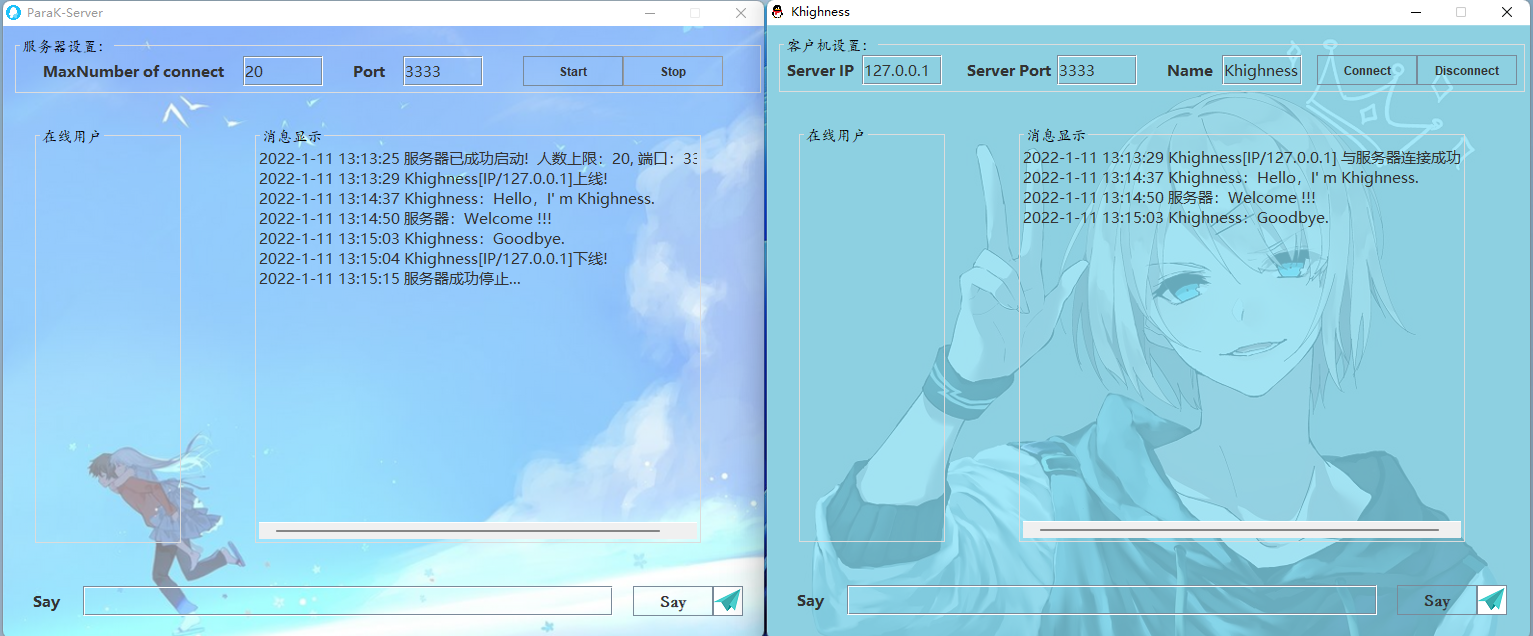 ParaK-Server
服务器设置:
MaxNumber of connect 20 Port 3333 Start Stop
在线用户
消息显示
2022-1-11 13:13:25 服务器已成功启动! 人数上限: 20, 端口: 33
2022-1-11 13:13:29 Khighness[IP/127.0.0.1]上线!
2022-1-11 13:14:37 Khighness: Hello, I' m Khighness.
2022-1-11 13:14:50 服务器: Welcome !!!
2022-1-11 13:15:03 Khighness: Goodbye.
2022-1-11 13:15:04 Khighness[IP/127.0.0.1]下线!
2022-1-11 13:15:15 服务器成功停止...
Say Say
Khighness
客户机设置:
Server IP 127.0.0.1 Server Port 3333 Name Khighness Connect Disconnect
在线用户
消息显示
2022-1-11 13:13:29 Khighness[IP/127.0.0.1] 与服务器连接成功
2022-1-11 13:14:37 Khighness: Hello, I' m Khighness.
2022-1-11 13:14:50 服务器: Welcome !!!
2022-1-11 13:15:03 Khighness: Goodbye.
Say Say